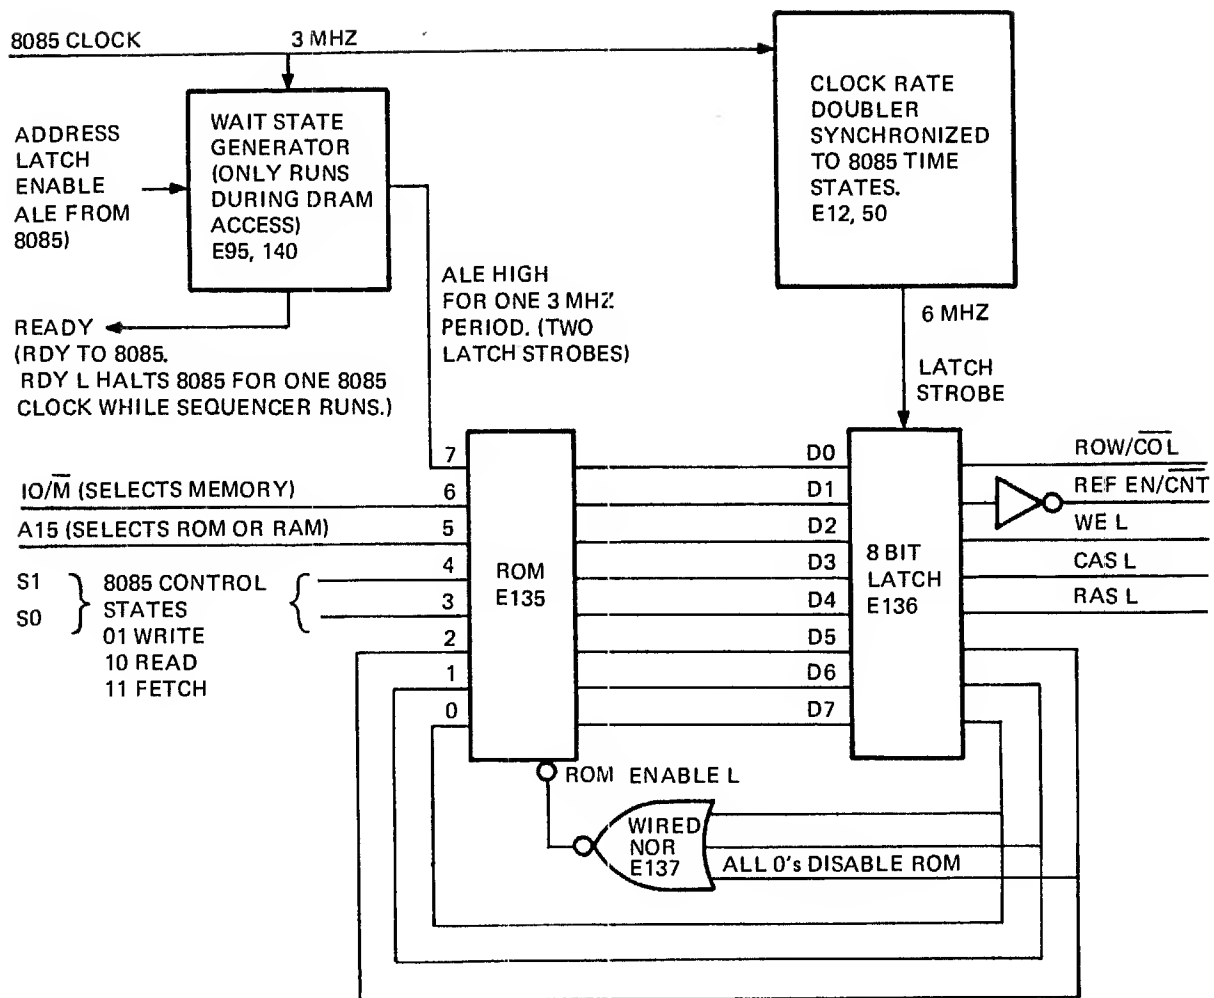 8085 CLOCK
3 MHZ
CLOCK RATE
DOUBLER
SYNCHRONIZED
TO 8085 TIME
STATES.
E12, 50
WAIT STATE
GENERATOR
(ONLY RUNS
DURING DRAM
ACCESS)
E95, 140
ADDRESS
LATCH
ENABLE
ALE FROM
8085)
ALE HIGH
FOR ONE 3 MHZ
PERIOD. (TWO
LATCH STROBES)
6 MHZ
LATCH
STROBE
READY
(RDY TO 8085.
RDY L HALTS 8085 FOR ONE 8085
CLOCK WHILE SEQUENCER RUNS.)
7
IO/M̅ (SELECTS MEMORY)
6
A15 (SELECTS ROM OR RAM)
5
S1
S0
8085 CONTROL
STATES
01 WRITE
10 READ
11 FETCH
4
3
2
1
0
ROM
E135
D0
D1
D2
D3
D4
D5
D6
D7
8 BIT
LATCH
E136
ROW/C̅O̅L̅
REF EN/C̅N̅T̅
WE L
CAS L
RAS L
ROM ENABLE L
WIRED
NOR
E137
ALL 0's DISABLE ROM